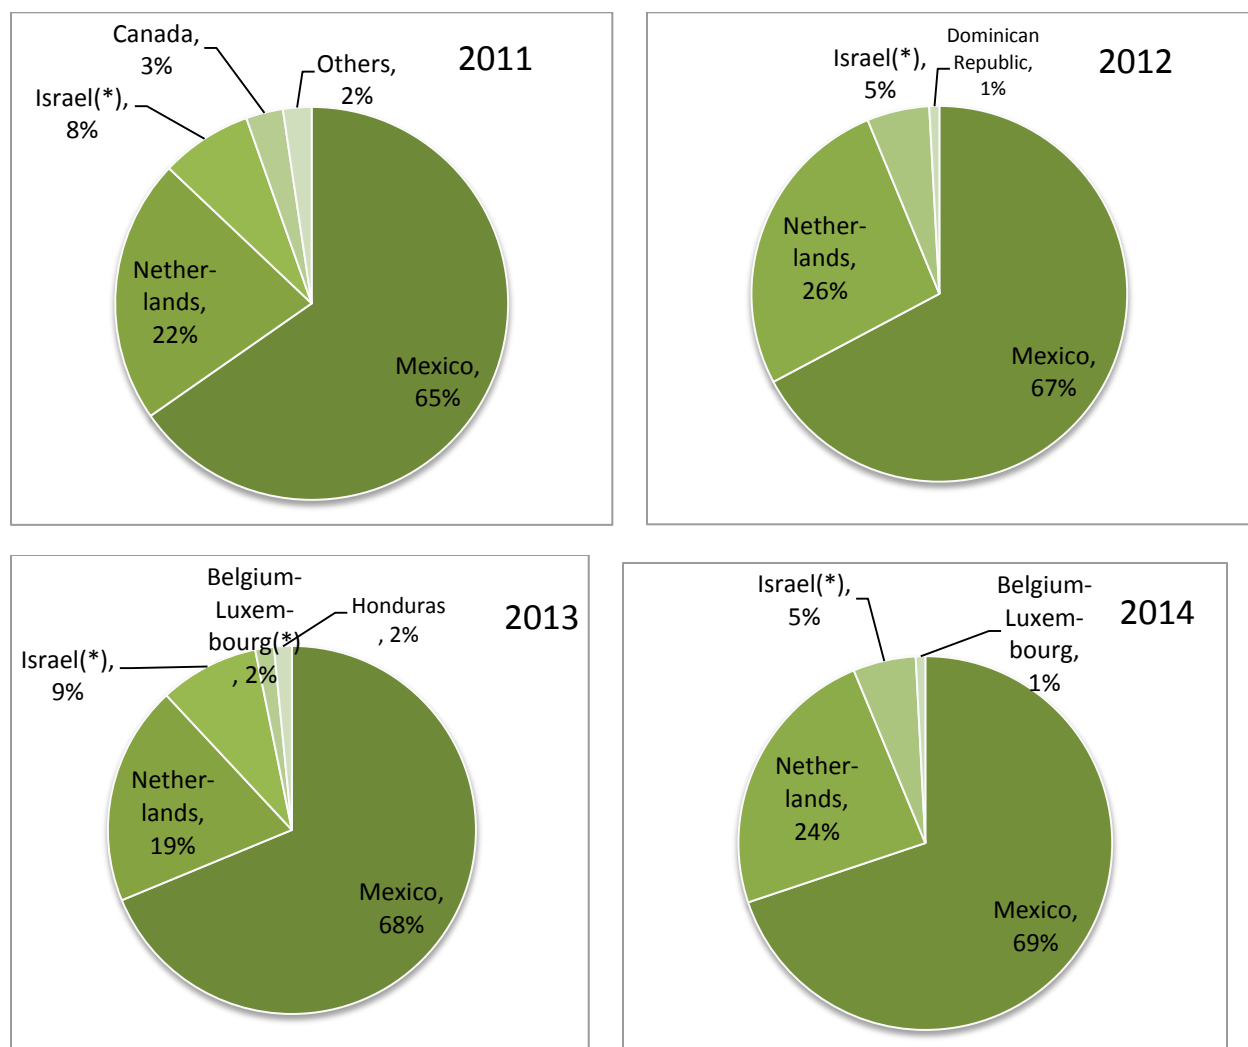 2011
Canada,
3%
Others,
2%
Israel(*),
8%
Nether-
lands,
22%
Mexico,
65%
2012
Dominican
Republic,
1%
Israel(*),
5%
Nether-
lands,
26%
Mexico,
67%
2013
Belgium-
Luxem-
bourg(*)
, 2%
Honduras
, 2%
Israel(*),
9%
Nether-
lands,
19%
Mexico,
68%
2014
Israel(*),
5%
Belgium-
Luxem-
bourg,
1%
Nether-
lands,
24%
Mexico,
69%